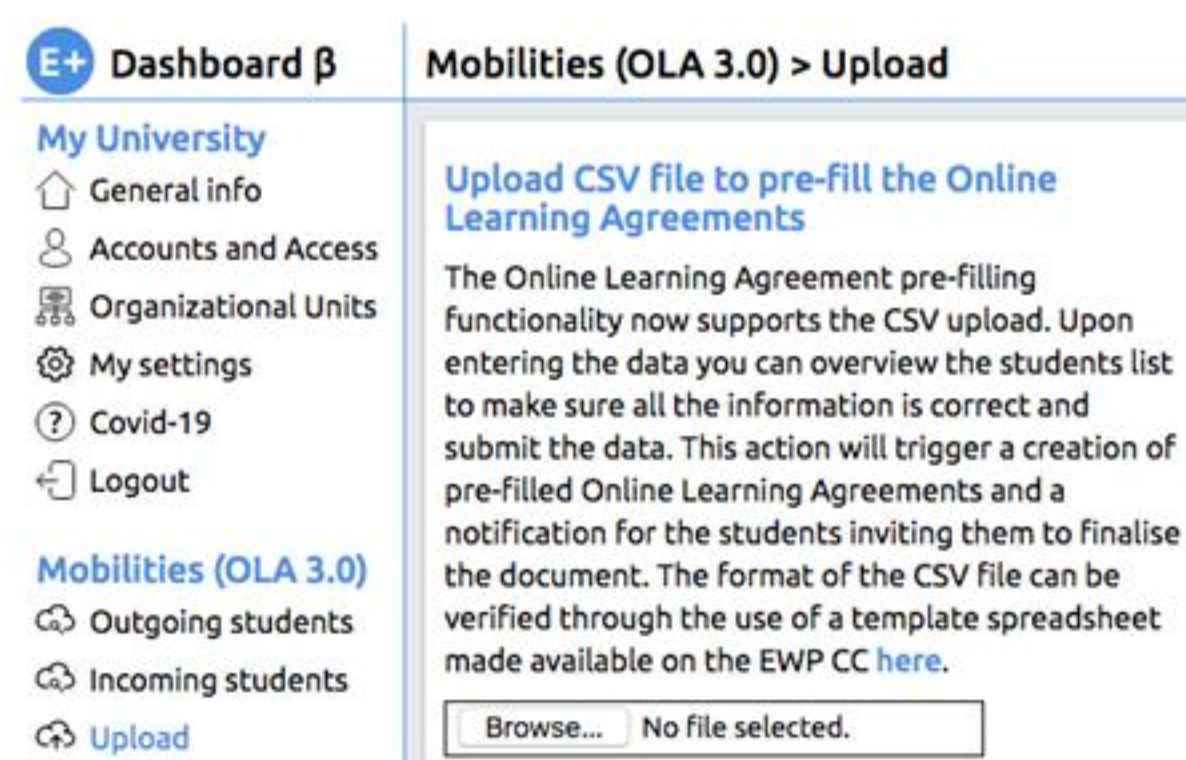 E+ Dashboard β
My University
General info
Accounts and Access
Organizational Units
My settings
? Covid-19
Logout
Mobilities (OLA 3.0)
Outgoing students
Incoming students
Upload
Mobilities (OLA 3.0) > Upload
Upload CSV file to pre-fill the Online
Learning Agreements
The Online Learning Agreement pre-filling
functionality now supports the CSV upload. Upon
entering the data you can overview the students list
to make sure all the information is correct and
submit the data. This action will trigger a creation of
pre-filled Online Learning Agreements and a
notification for the students inviting them to finalise
the document. The format of the CSV file can be
verified through the use of a template spreadsheet
made available on the EWP CC here.
Browse... No file selected.